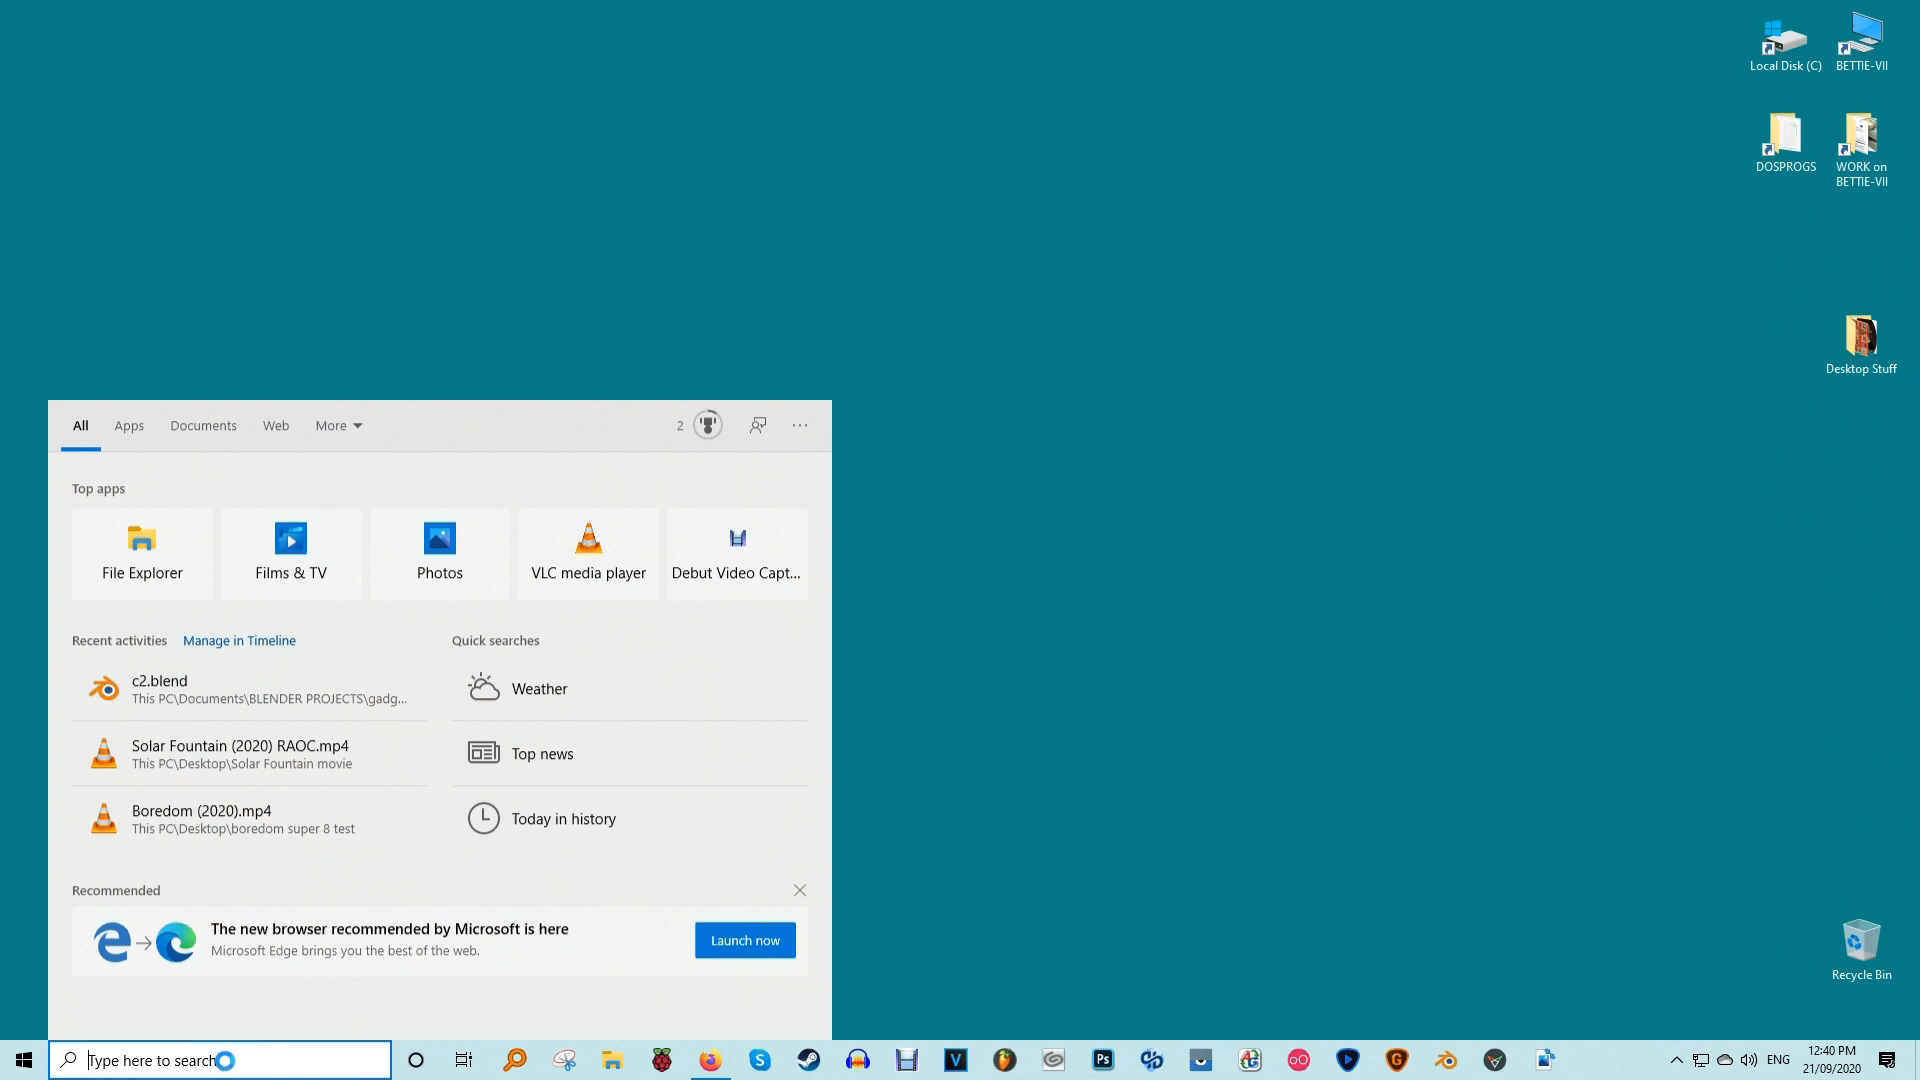 Local Disk (C)
BETTIE-VII
DOSPROGS
WORK on
BETTIE-VII
Desktop Stuff
All
Apps
Documents
Web
More
2
Top apps
File Explorer
Films & TV
Photos
VLC media player
Debut Video Capt...
Recent activities
Manage in Timeline
c2.blend
This PC\Documents\BLENDER PROJECTS\gadg...
Solar Fountain (2020) RAOC.mp4
This PC\Desktop\Solar Fountain movie
Boredom (2020).mp4
This PC\Desktop\boredom super 8 test
Quick searches
Weather
Top news
Today in history
Recommended
The new browser recommended by Microsoft is here
Microsoft Edge brings you the best of the web.
Launch now
Recycle Bin
Type here to search
S
V
Ps
G
ENG
12:40 PM
21/09/2020